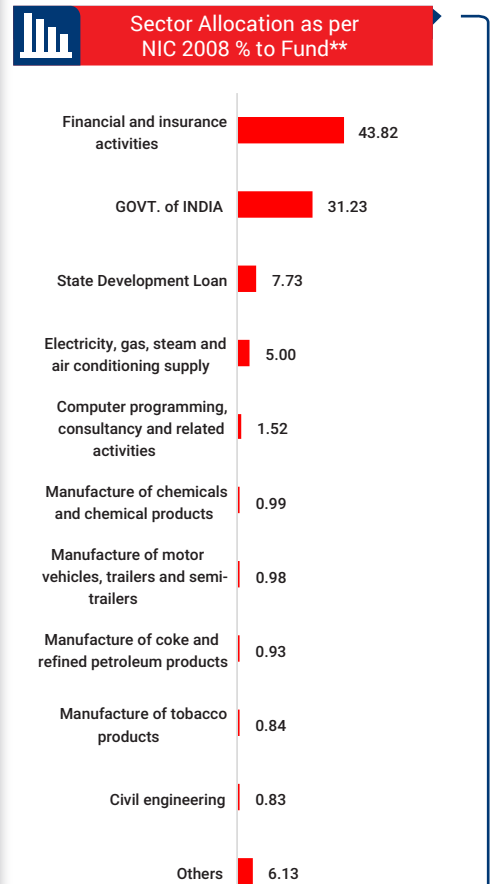 Sector Allocation as per
NIC 2008 % to Fund**
Financial and insurance
activities
43.82
GOVT. of INDIA
31.23
State Development Loan
7.73
Electricity, gas, steam and
air conditioning supply
5.00
Computer programming,
consultancy and related
activities
1.52
Manufacture of chemicals
and chemical products
0.99
Manufacture of motor
vehicles, trailers and semi-
trailers
0.98
Manufacture of coke and
refined petroleum products
0.93
Manufacture of tobacco
products
0.84
Civil engineering
0.83
Others
6.13